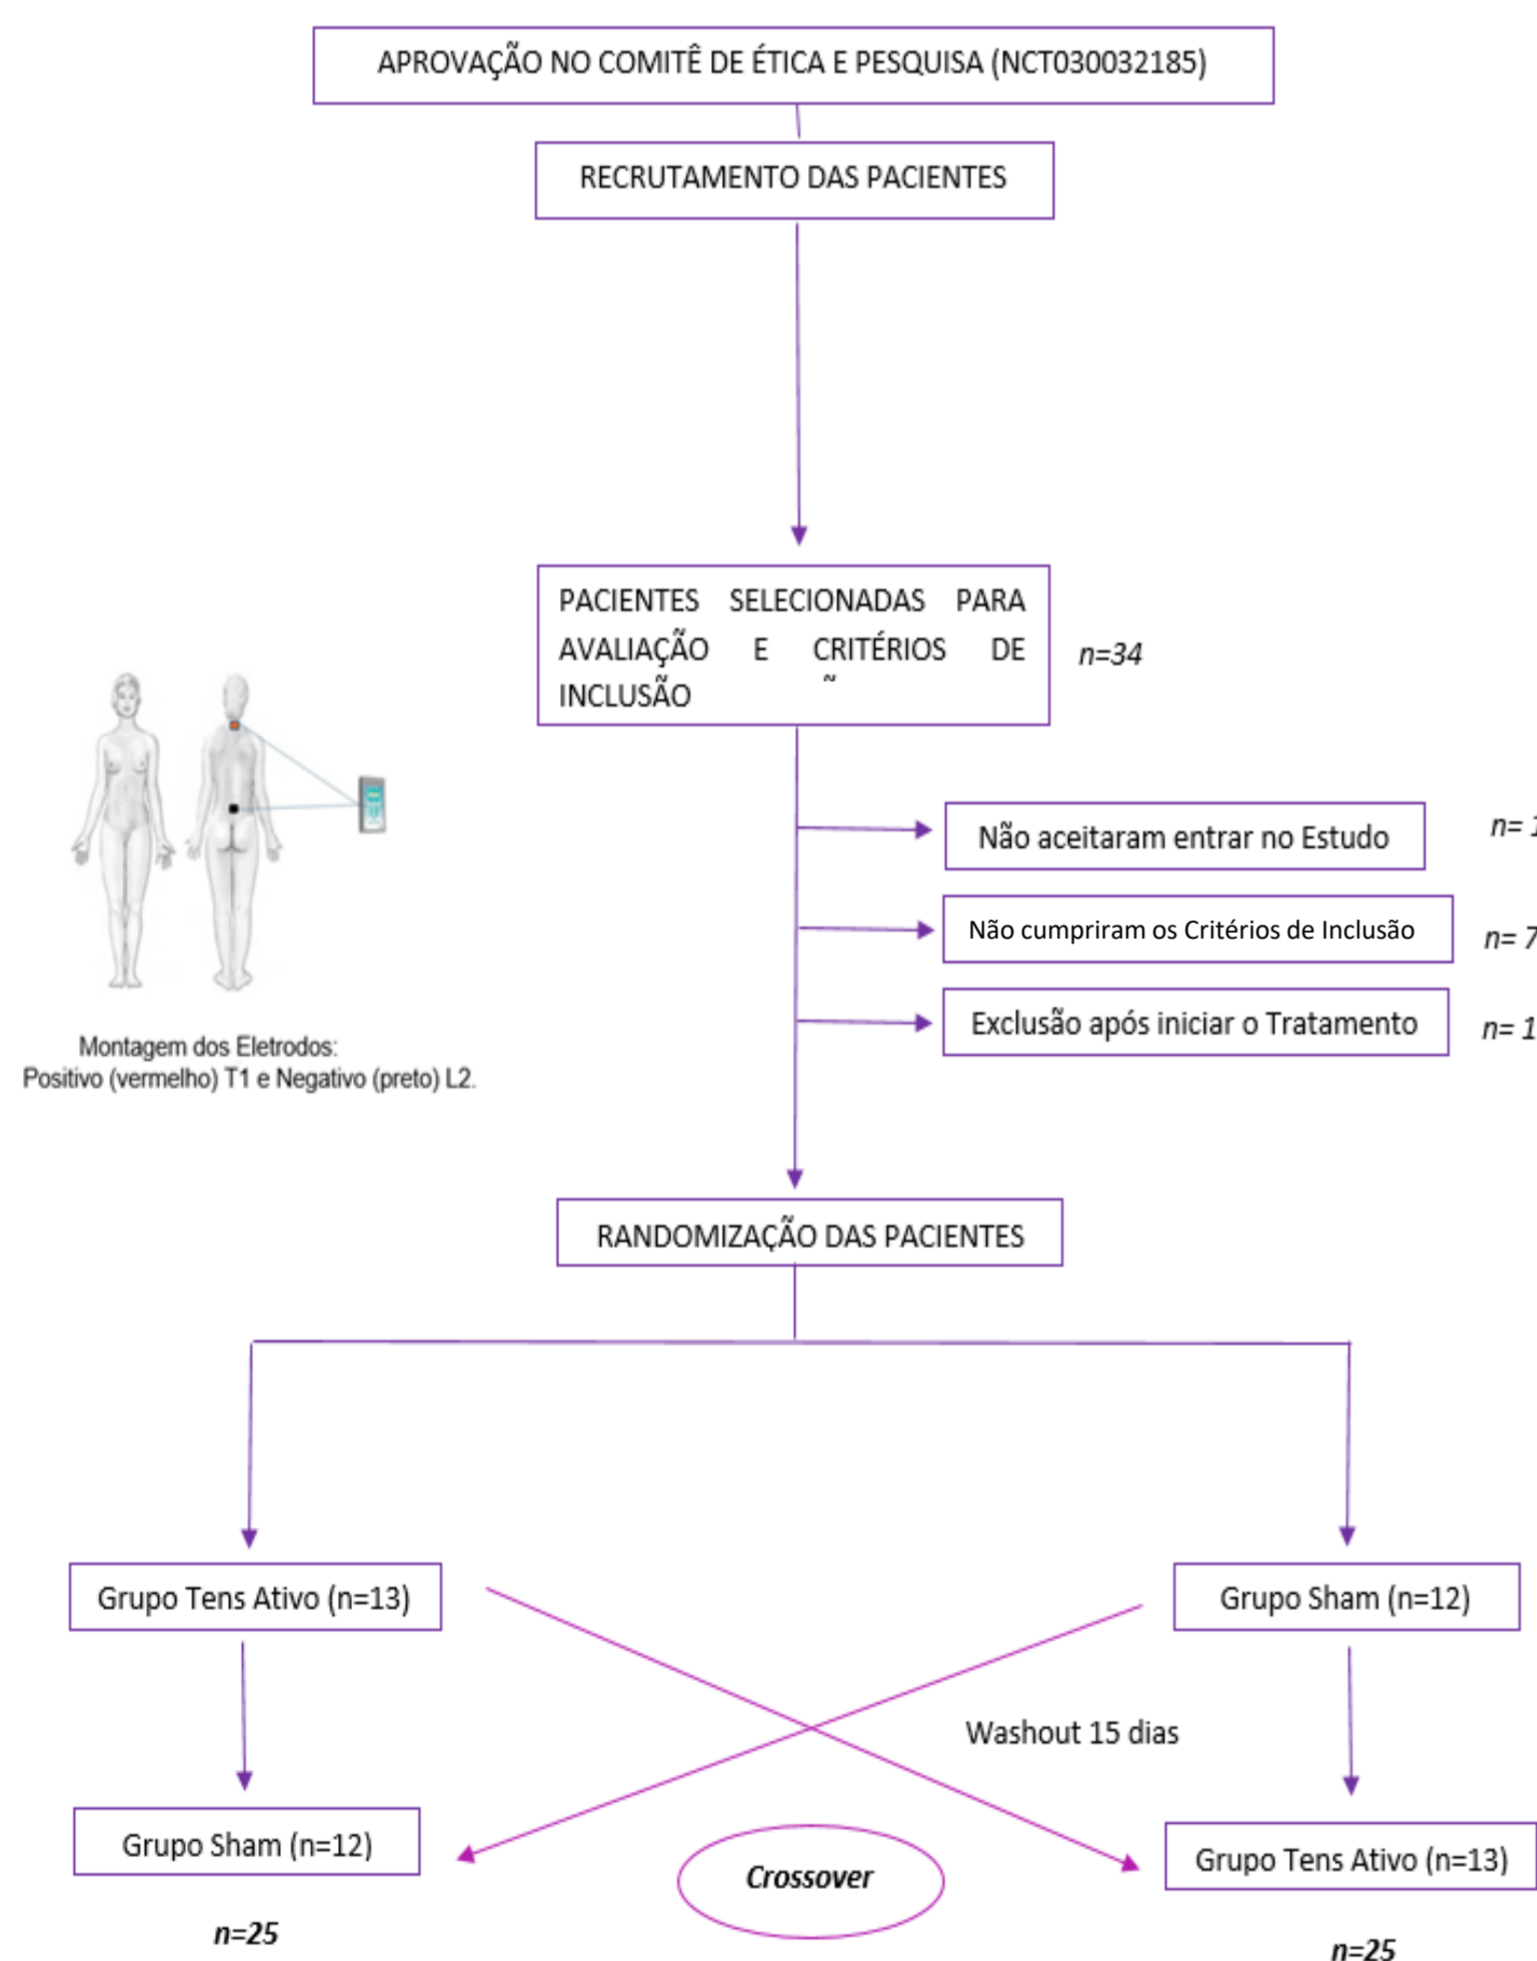 APROVAÇÃO NO COMITÊ DE ÉTICA E PESQUISA (NCT030032185)
RECRUTAMENTO DAS PACIENTES
PACIENTES SELECIONADAS PARA
AVALIAÇÃO E CRITÉRIOS DE
INCLUSÃO
n=34
Não aceitaram entrar no Estudo
n= 1
Não cumpriram os Critérios de Inclusão
n= 7
Exclusão após iniciar o Tratamento
n= 1
Montagem dos Eletrodos:
Positivo (vermelho) T1 e Negativo (preto) L2.
RANDOMIZAÇÃO DAS PACIENTES
Grupo Tens Ativo (n=13)
Grupo Sham (n=12)
Washout 15 dias
Grupo Sham (n=12)
Crossover
Grupo Tens Ativo (n=13)
n=25
n=25